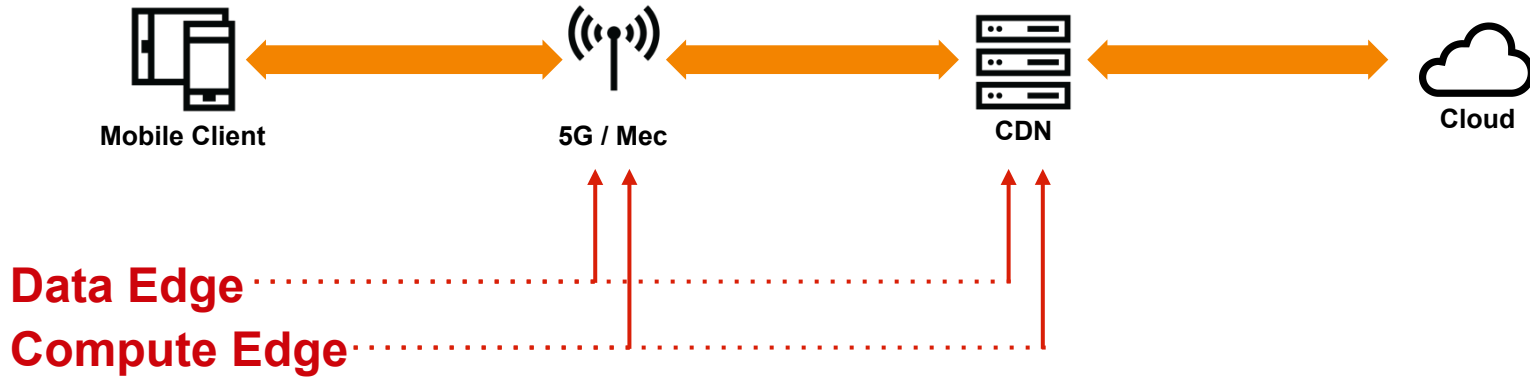 Mobile Client
5G / Mec
CDN
Cloud
Data Edge
Compute Edge